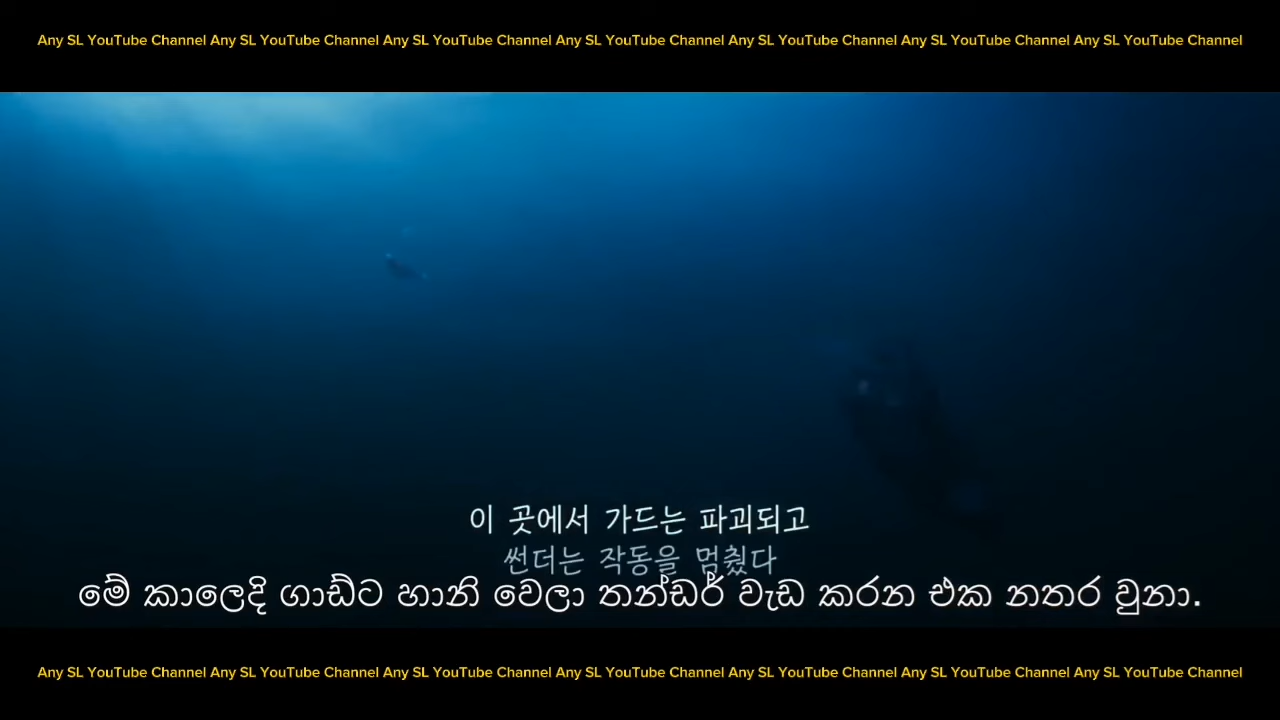 Any SL YouTube Channel Any SL YouTube Channel Any SL YouTube Channel Any SL YouTube Channel Any SL YouTube Channel Any SL YouTube Channel Any SL YouTube Channel
이 곳에서 가드는 파괴되고
썬더는 작동을 멈췄다
මේ කාලෙදි ගාඩ්ට හානි වෙලා තන්ඩර් වැඩ කරන එක නතර වුනා.
Any SL YouTube Channel Any SL YouTube Channel Any SL YouTube Channel Any SL YouTube Channel Any SL YouTube Channel Any SL YouTube Channel Any SL YouTube Channel